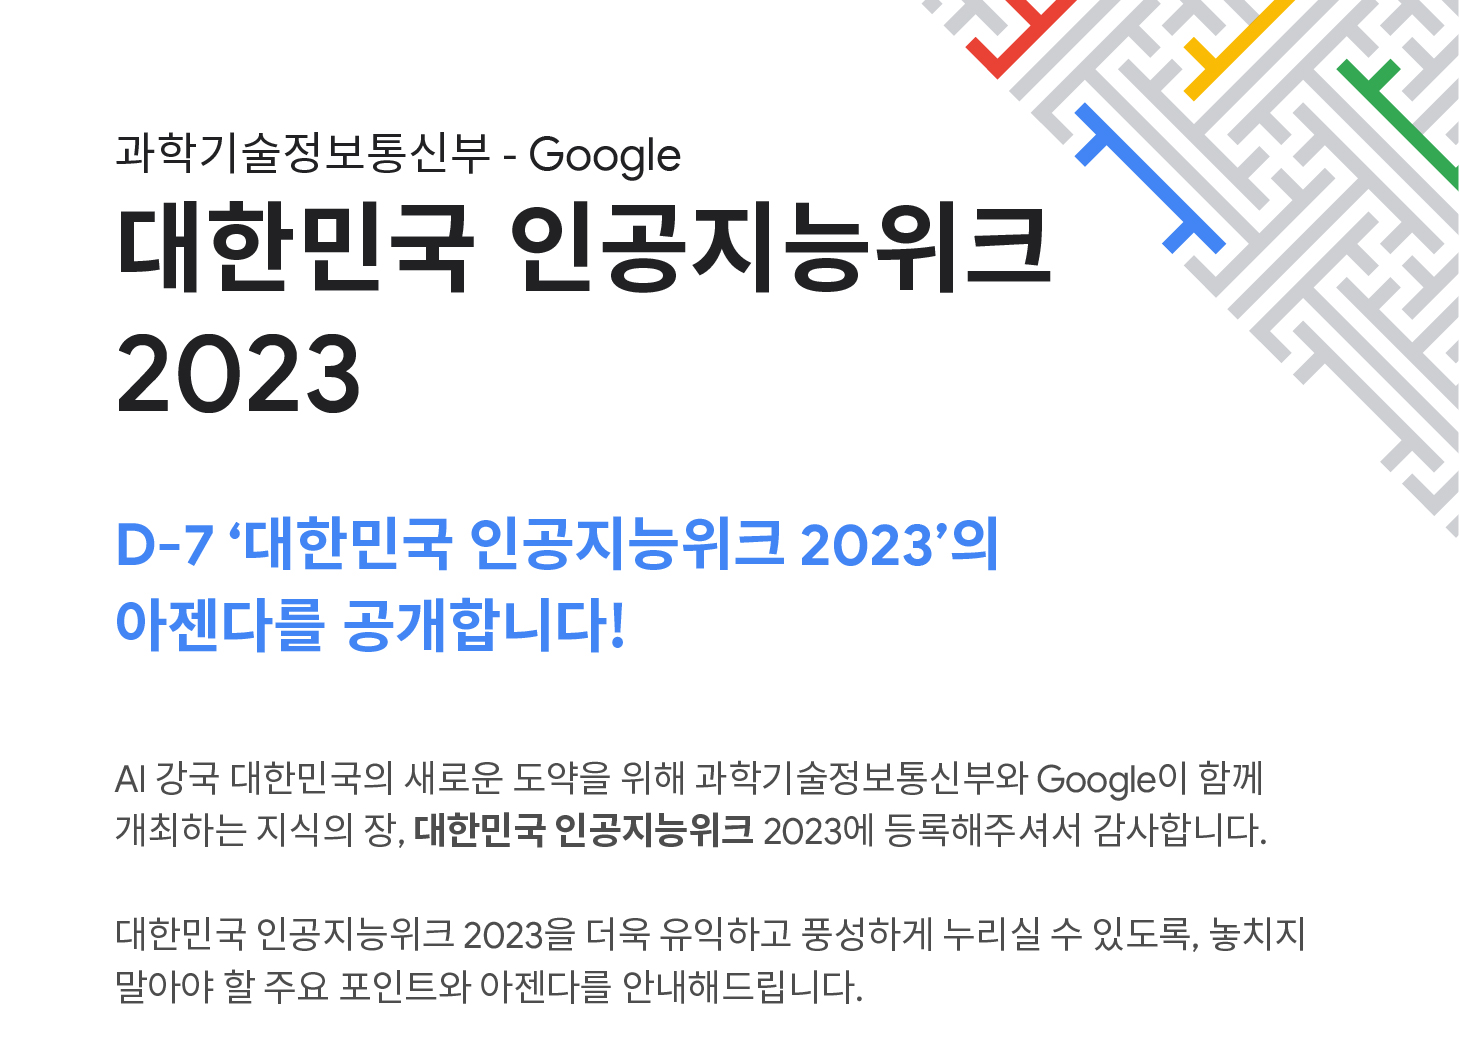 과학기술정보통신부 - Google
대한민국 인공지능위크
2023
D-7 ‘대한민국 인공지능위크 2023’의
아젠다를 공개합니다!
AI 강국 대한민국의 새로운 도약을 위해 과학기술정보통신부와 Google이 함께
개최하는 지식의 장, 대한민국 인공지능위크 2023에 등록해주셔서 감사합니다.
대한민국 인공지능위크 2023을 더욱 유익하고 풍성하게 누리실 수 있도록, 놓치지
말아야 할 주요 포인트와 아젠다를 안내해드립니다.